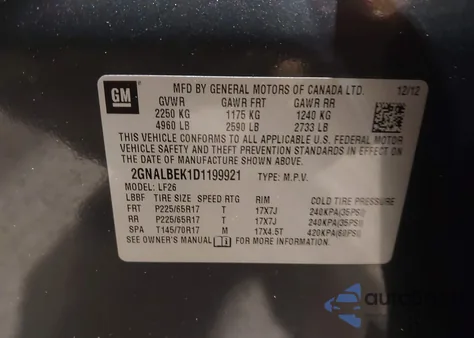 GM
MFD BY GENERAL MOTORS OF CANADA LTD. 12/12
GVWR GAWR FRT GAWR RR
2250 KG 1175 KG 1240 KG
4960 LB 2590 LB 2733 LB
THIS VEHICLE CONFORMS TO ALL APPLICABLE U.S. FEDERAL MOTOR
VEHICLE SAFETY AND THEFT PREVENTION STANDARDS IN EFFECT ON
THE DATE OF MANUFACTURE SHOWN ABOVE.
2GNALBEK1D1199921 TYPE: M.P.V.
MODEL: LF26
LBBF TIRE SIZE SPEED RTG RIM COLD TIRE PRESSURE
FRT P225/65R17 T 17X7J 240KPA(35PSI)
RR P225/65R17 T 17X7J 240KPA(35PSI)
SPA T145/70R17 M 17X4.5T 420KPA(60PSI)
SEE OWNER'S MANUAL FOR MORE INFORMATION.